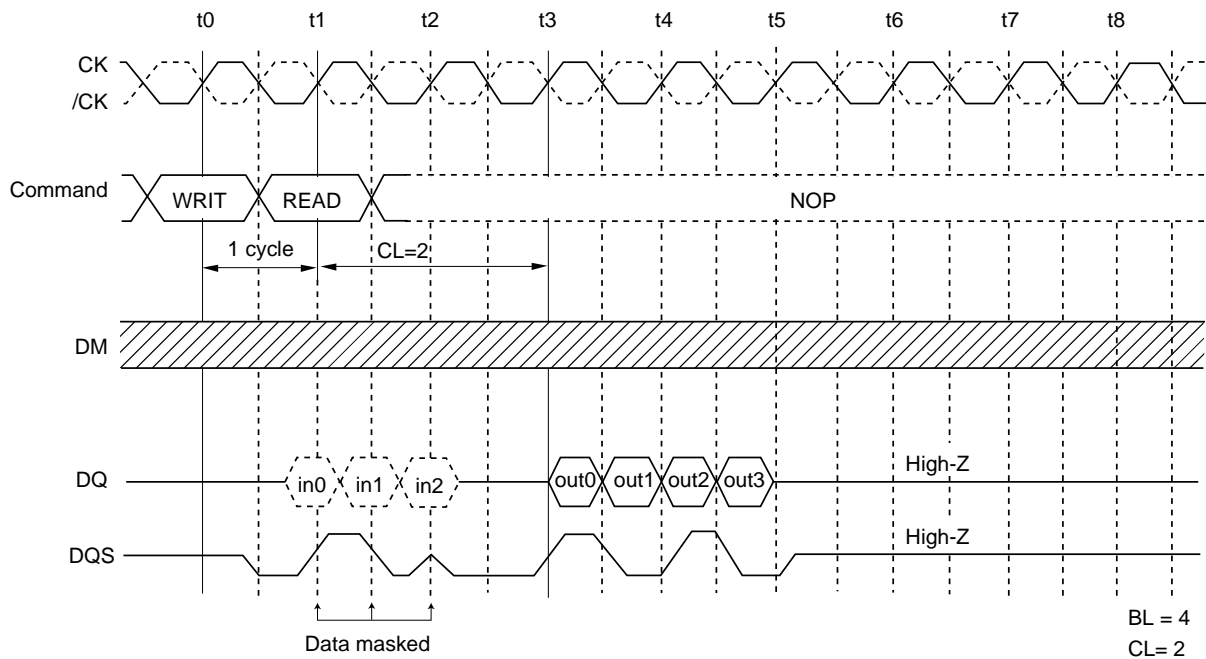 t0 t1 t2 t3 t4 t5 t6 t7 t8
CK
/CK
Command WRIT READ NOP
1 cycle CL=2
DM
DQ in0 in1 in2 out0 out1 out2 out3 High-Z
DQS High-Z
Data masked
BL = 4
CL= 2